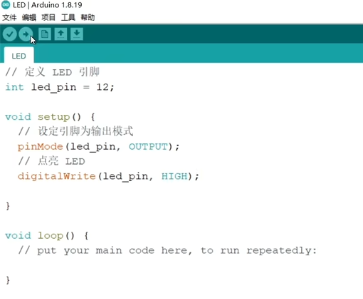 LED | Arduino 1.8.19
文件 编辑 项目 工具 帮助
LED
// 定义 LED 引脚
int led_pin = 12;
void setup() {
// 设定引脚为输出模式
pinMode(led_pin, OUTPUT);
// 点亮 LED
digitalWrite(led_pin, HIGH);
}
void loop() {
// put your main code here, to run repeatedly:
}